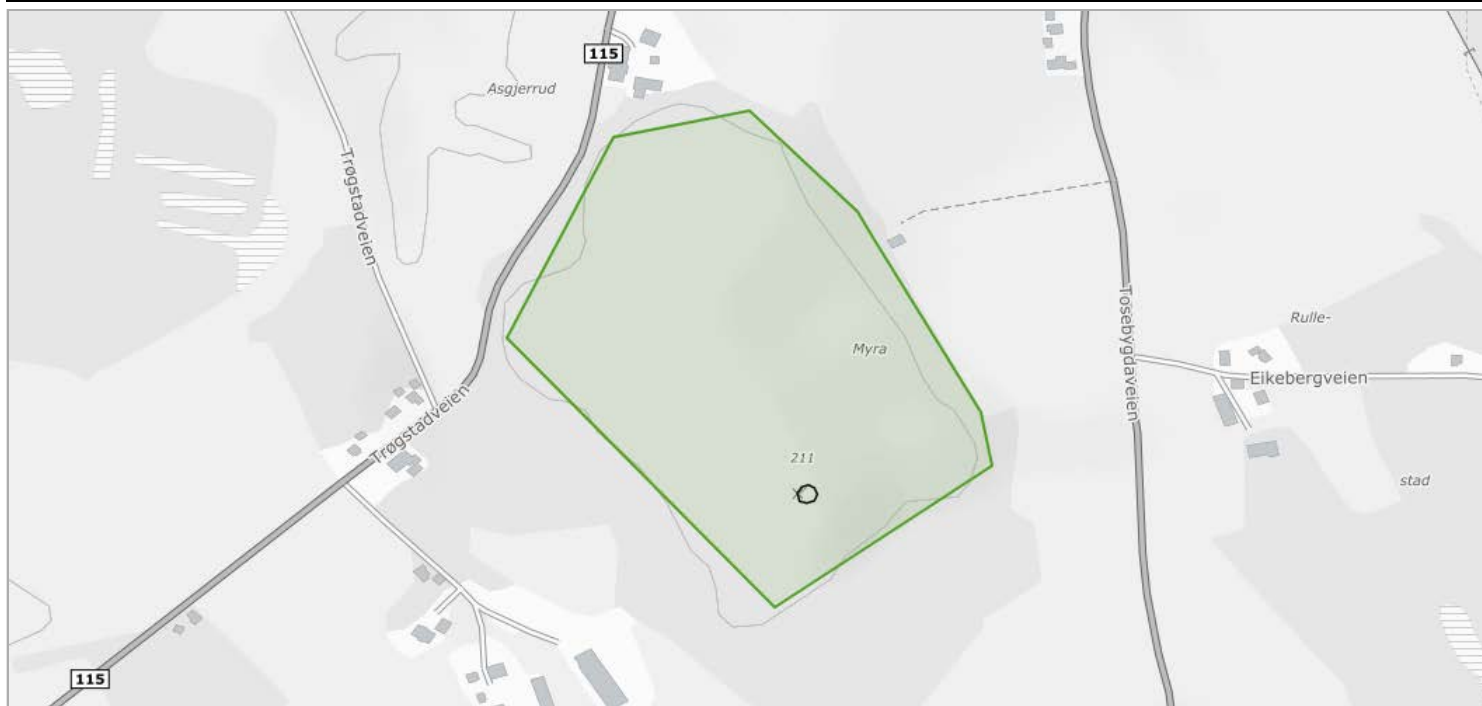 115
Asgjerrud
Trøgstadveien
Tosebygdaveien
Rulle-
Myra
Eikebergveien
Trøgstadveien
211
stad
115